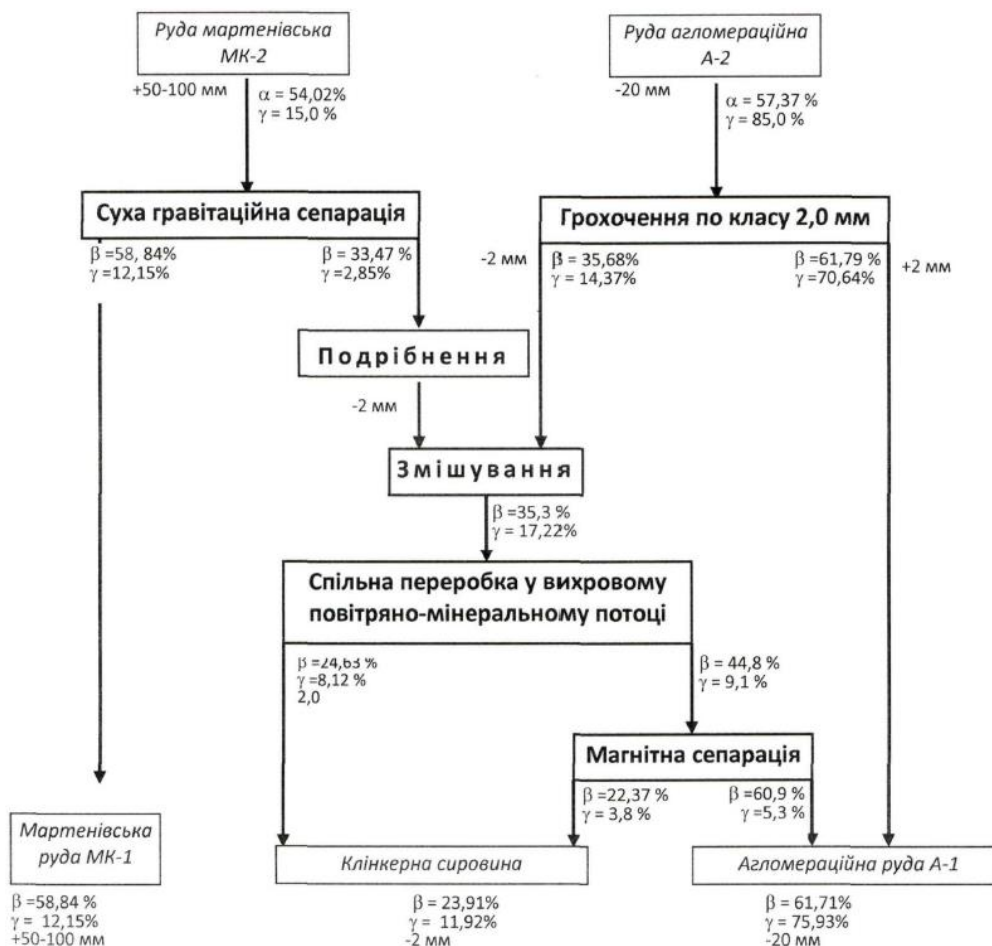 Руда мартенівська
МК-2
Руда агломераційна
А-2
+50-100 мм
α = 54,02%
γ = 15,0 %
-20 мм
α = 57,37 %
γ = 85,0 %
Суха гравітаційна сепарація
Грохочення по класу 2,0 мм
β =58, 84%
γ =12,15%
β = 33,47 %
γ =2,85%
-2 мм
β = 35,68%
γ = 14,37%
β =61,79 %
γ =70,64%
+2 мм
Подрібнення
-2 мм
Змішування
β =35,3 %
γ = 17,22%
Спільна переробка у вихровому
повітряно-мінеральному потоці
β =24,63 %
γ =8,12 %
2,0
β = 44,8 %
γ = 9,1 %
Магнітна сепарація
β =22,37 %
γ = 3,8 %
β =60,9 %
γ =5,3 %
Мартенівська
руда МК-1
Клінкерна сировина
Агломераційна руда А-1
β =58,84 %
γ = 12,15%
+50-100 мм
β = 23,91%
γ = 11,92%
-2 мм
β = 61,71%
γ = 75,93%
-20 мм